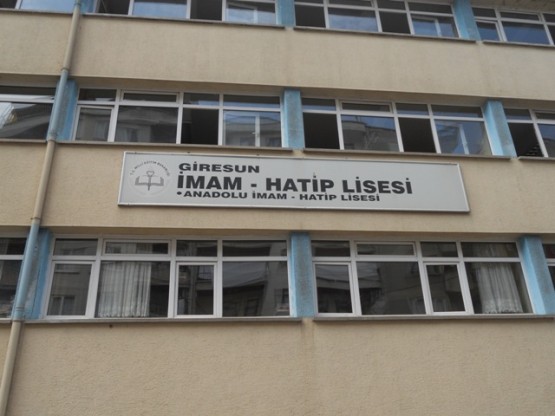 GİRESUN
İMAM - HATİP LİSESİ
-ANADOLU İMAM - HATİP LİSESİ